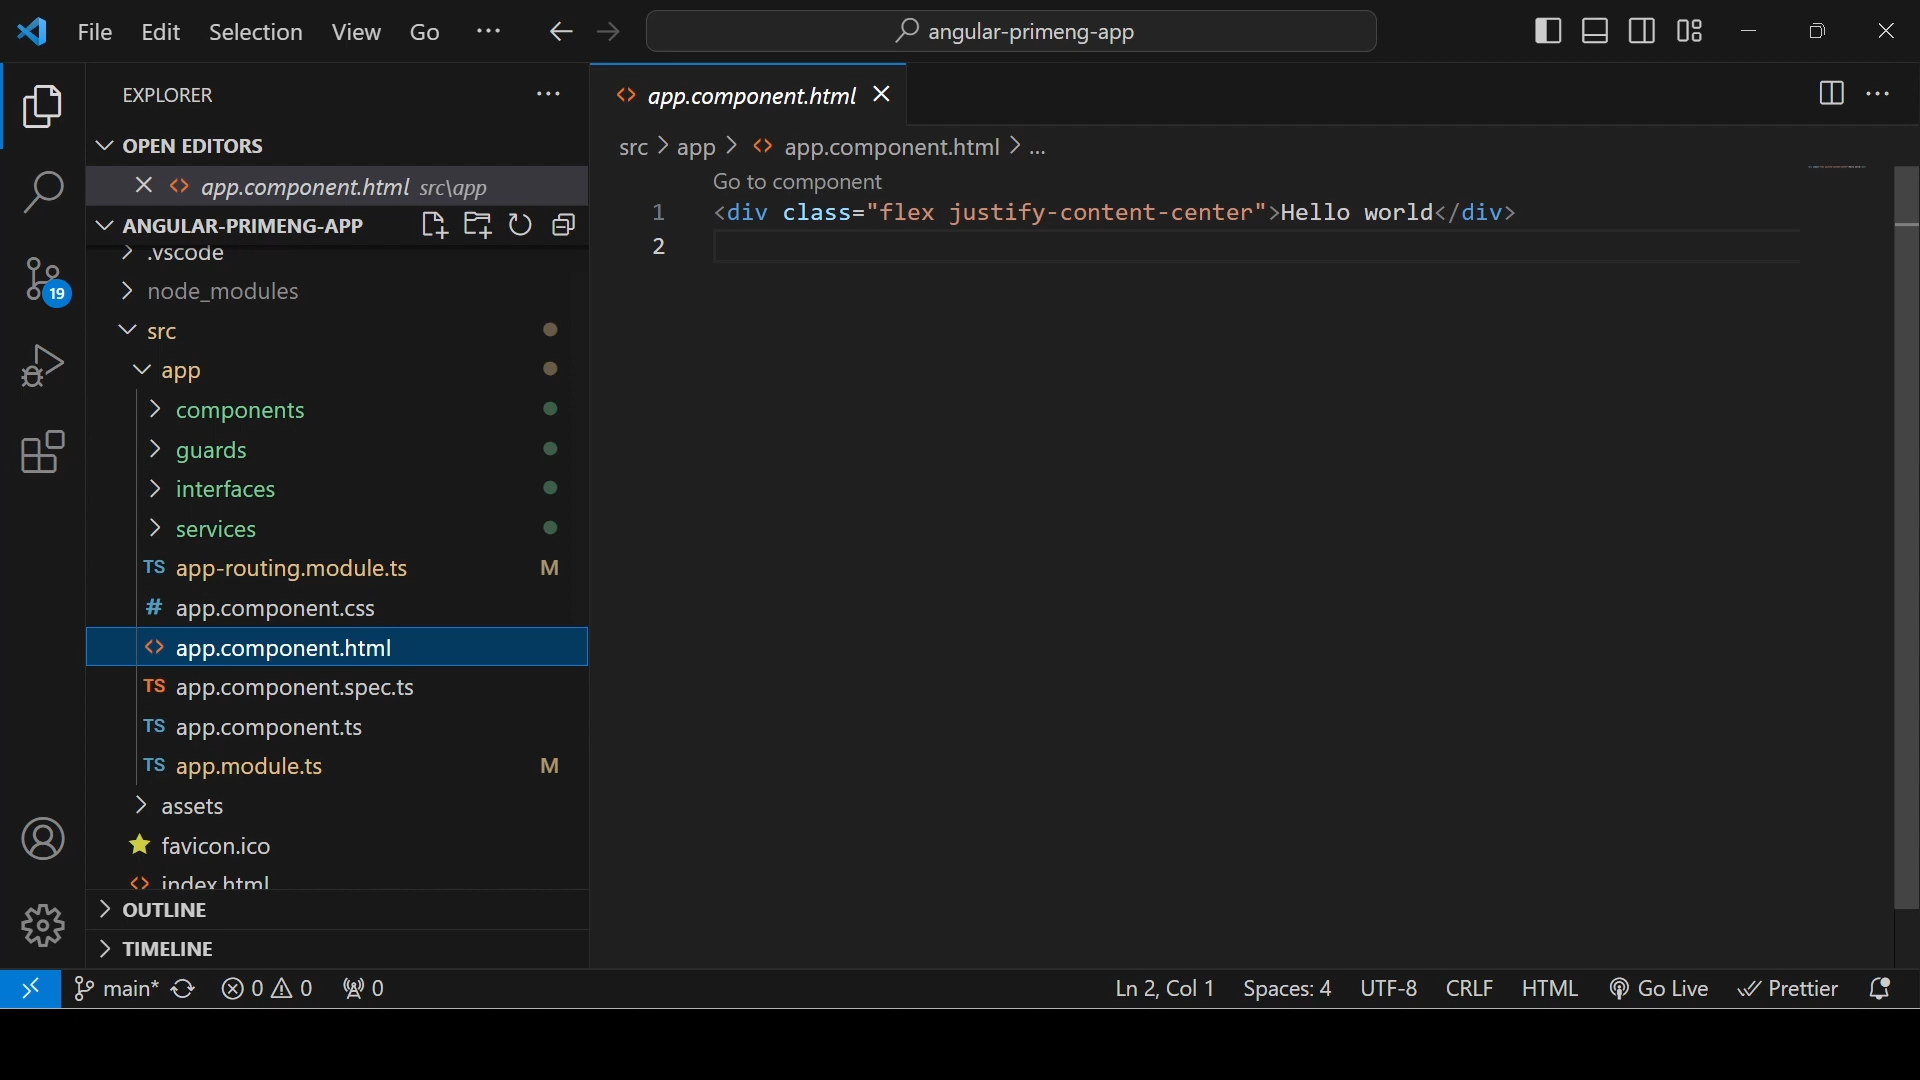 File Edit Selection View Go ···
angular-primeng-app
EXPLORER ···
OPEN EDITORS
app.component.html src\app
ANGULAR-PRIMENG-APP
.vscode
node_modules
src
app
components
guards
interfaces
services
TS app-routing.module.ts M
# app.component.css
<> app.component.html
TS app.component.spec.ts
TS app.component.ts
TS app.module.ts M
assets
favicon.ico
<> index.html
OUTLINE
TIMELINE
19
<> app.component.html
src > app > <> app.component.html > ...
Go to component
1 <div class="flex justify-content-center">Hello world</div>
2
main* 0 0 0
Ln 2, Col 1 Spaces: 4 UTF-8 CRLF HTML Go Live Prettier